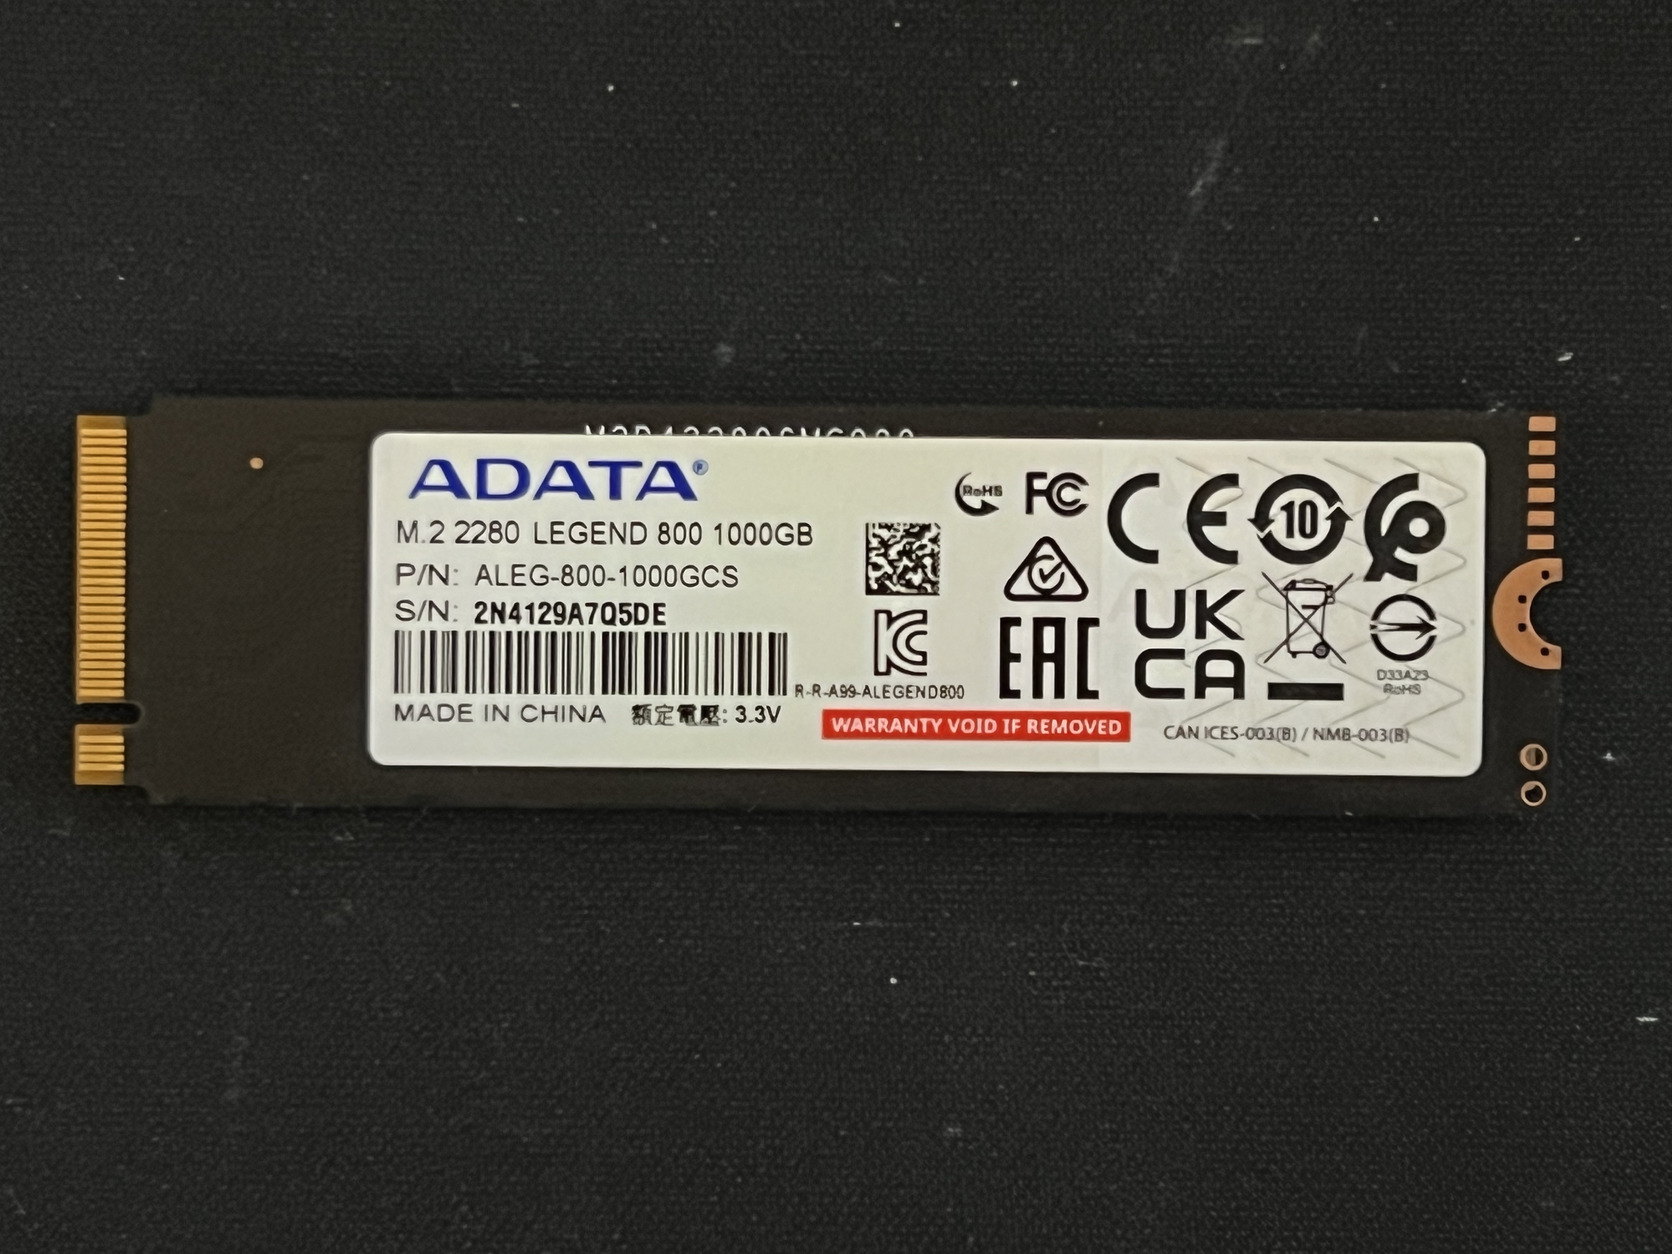 ADATA
M.2 2280 LEGEND 800 1000GB
P/N: ALEG-800-1000GCS
S/N: 2N4129A7Q5DE
MADE IN CHINA 額定電壓: 3.3V
R-R-A99-ALEGEND800
WARRANTY VOID IF REMOVED
RoHS
FC
CE
10
KC
EAC
UK
CA
D33A23
RoHS
CAN ICES-003(B) / NMB-003(B)